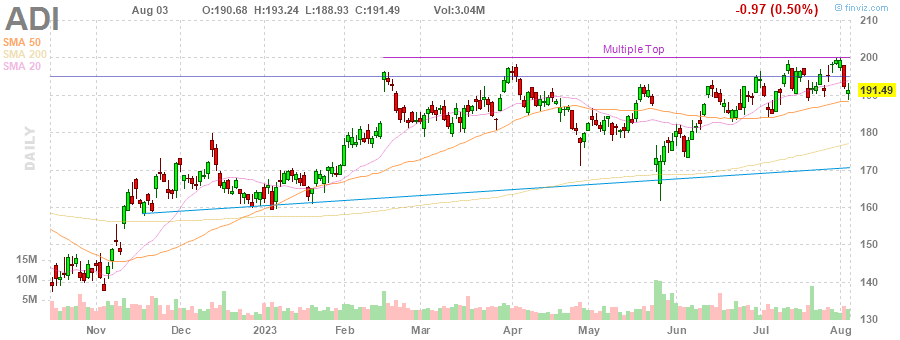 ADI Aug 03 O:190.68 H:193.24 L:188.93 C:191.49 Vol:3.04M -0.97 (0.50%) finviz.com
SMA 50
SMA 200
SMA 20
DAILY
Multiple Top
210
200
190
191.49
180
170
160
150
140
130
15M
10M
5M
Nov Dec 2023 Feb Mar Apr May Jun Jul Aug